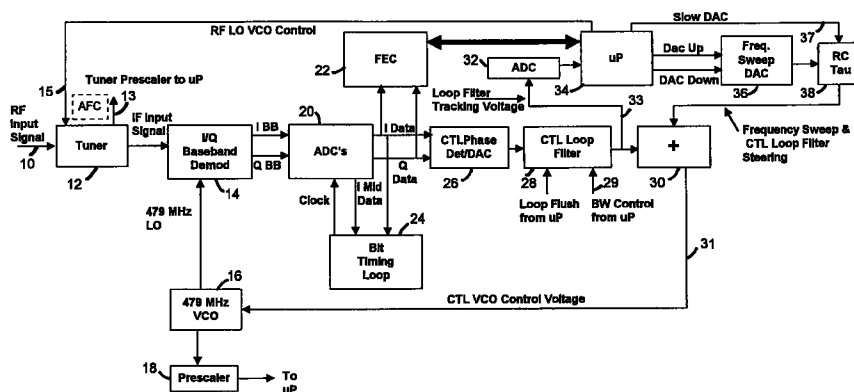 Slow DAC
RF LO VCO Control
37
15
13
Tuner Prescaler to uP
AFC
RF
Input
Signal
10
Tuner
12
IF Input
Signal
I/Q
Baseband
Demod
14
I BB
Q BB
20
ADC's
FEC
22
I Data
Q
Data
32
ADC
uP
34
Dac Up
DAC Down
Freq.
Sweep
DAC
36
RC
Tau
38
Loop Filter
Tracking Voltage
33
CTLPhase
Det/DAC
26
CTL Loop
Filter
28
29
+
30
Frequency Sweep
& CTL Loop Filter
Steering
Loop Flush
from uP
BW Control
from uP
Clock
I Mid
Data
24
Bit
Timing
Loop
479 MHz
LO
31
16
479 MHz
VCO
CTL VCO Control Voltage
18
Prescaler
To
uP